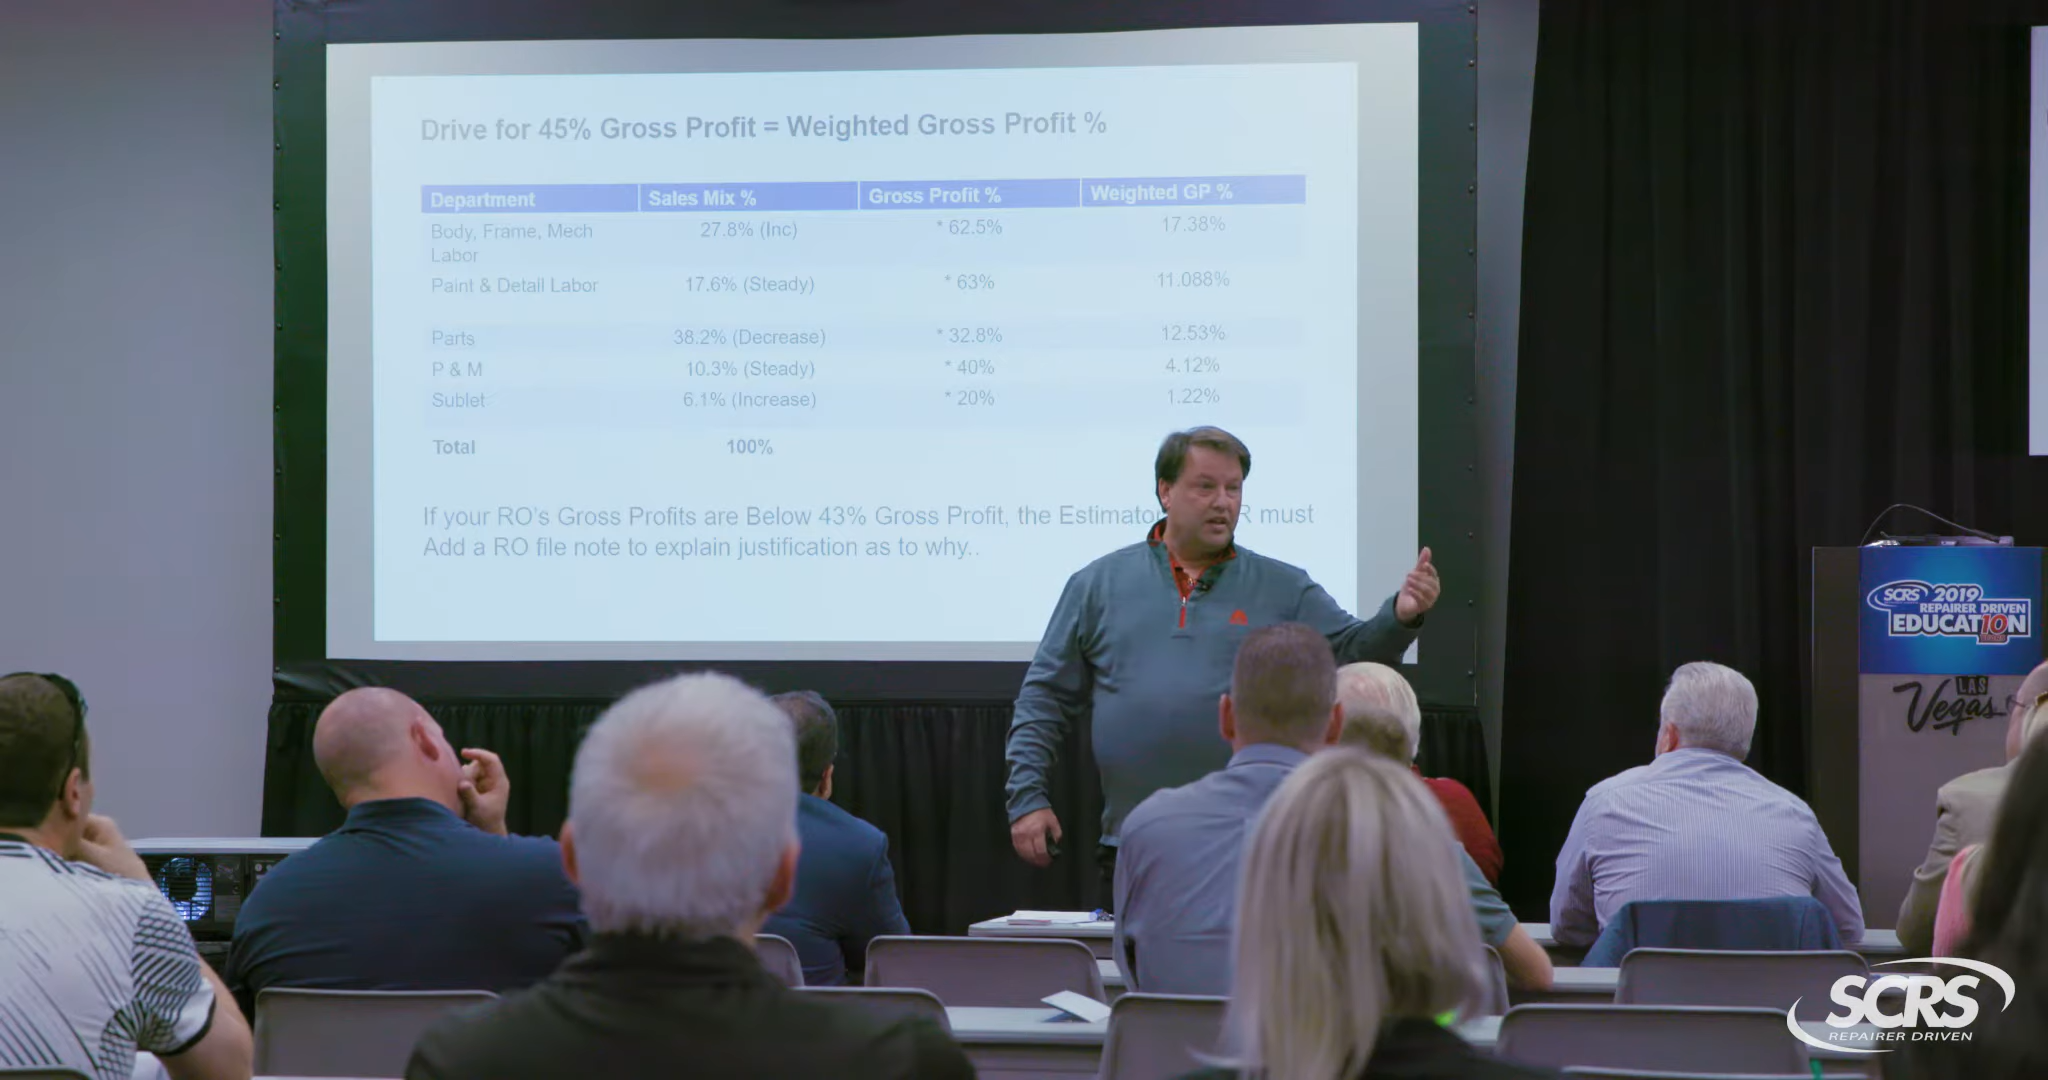 Drive for 45% Gross Profit = Weighted Gross Profit %
Department Sales Mix % Gross Profit % Weighted GP %
Body, Frame, Mech 27.8% (Inc) * 62.5% 17.38%
Labor
Paint & Detail Labor 17.6% (Steady) * 63% 11.088%
Parts 38.2% (Decrease) * 32.8% 12.53%
P & M 10.3% (Steady) * 40% 4.12%
Sublet 6.1% (Increase) * 20% 1.22%
Total 100%
If your RO's Gross Profits are Below 43% Gross Profit, the Estimator R must
Add a RO file note to explain justification as to why..
SCRS 2019
REPAIRER DRIVEN
EDUCAT10N
LAS
Vegas
SCRS
REPAIRER DRIVEN